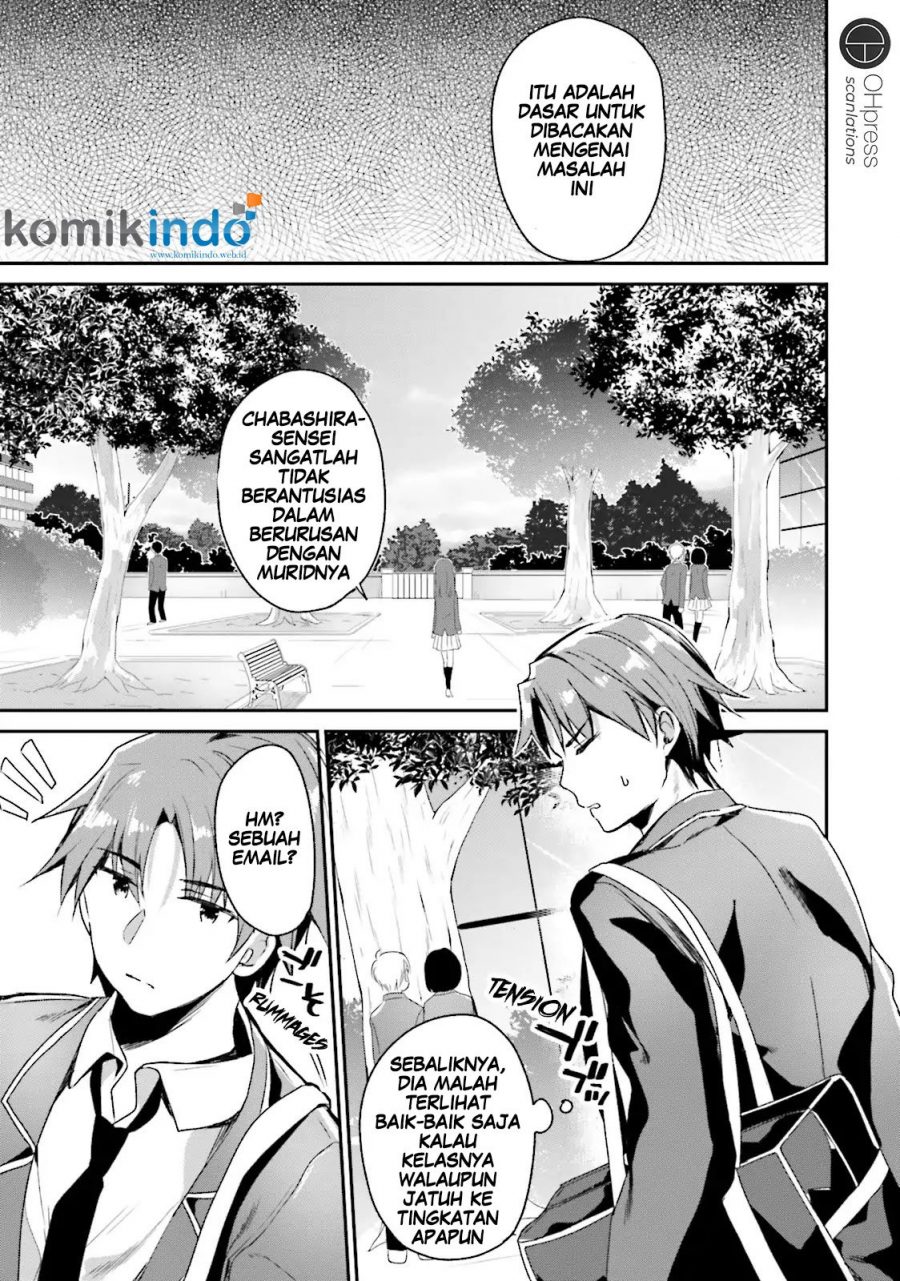 OHpress
scanlations
ITU ADALAH
DASAR UNTUK
DIBACAKAN
MENGENAI
MASALAH
INI
komikindo
www.komikindo.web.id
CHABASHIRA-
SENSEI
SANGATLAH
TIDAK
BERANTUSIAS
DALAM
BERURUSAN
DENGAN
MURIDNYA
TENSION
SEBALIKNYA,
DIA MALAH
TERLIHAT
BAIK-BAIK SAJA
KALAU
KELASNYA
WALAUPUN
JATUH KE
TINGKATAN
APAPUN
HM?
SEBUAH
EMAIL?
RUMMAGES